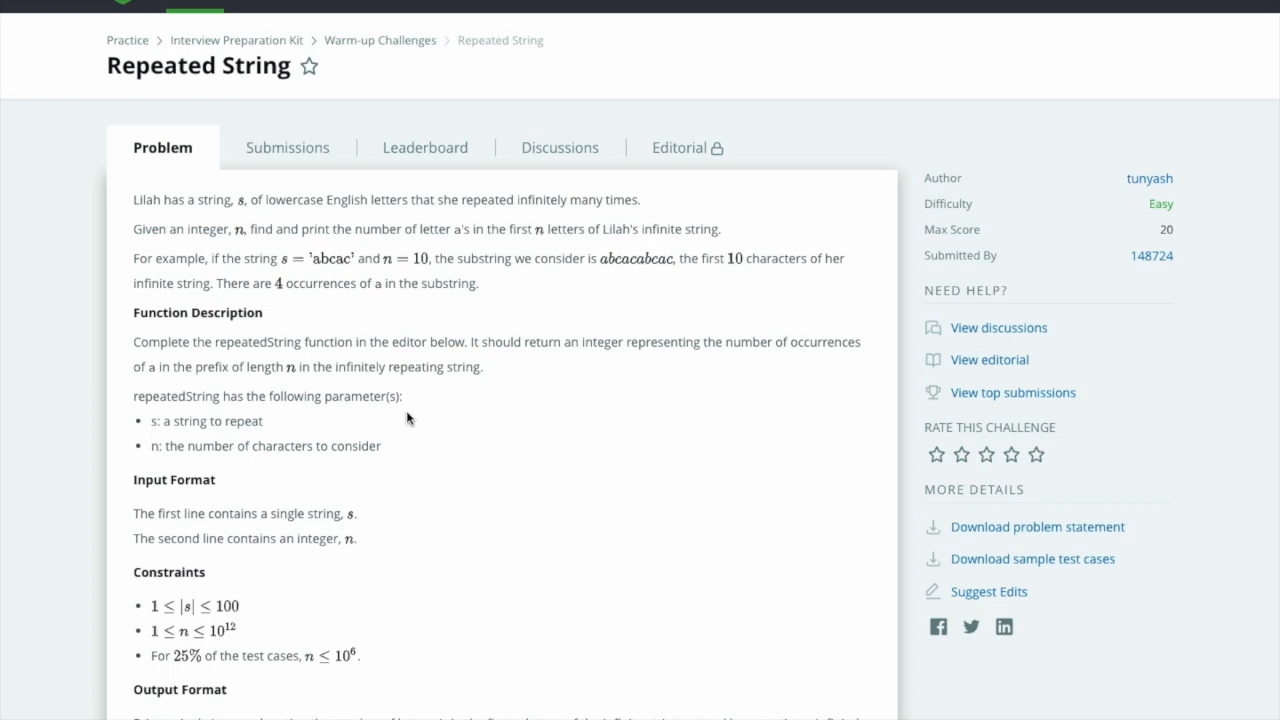 Practice > Interview Preparation Kit > Warm-up Challenges > Repeated String
Repeated String
Problem
Submissions
Leaderboard
Discussions
Editorial
Lilah has a string, s, of lowercase English letters that she repeated infinitely many times.
Given an integer, n, find and print the number of letter a's in the first n letters of Lilah's infinite string.
For example, if the string s = 'abcac' and n = 10, the substring we consider is abcacabcac, the first 10 characters of her
infinite string. There are 4 occurrences of a in the substring.
Function Description
Complete the repeatedString function in the editor below. It should return an integer representing the number of occurrences
of a in the prefix of length n in the infinitely repeating string.
repeatedString has the following parameter(s):
• s: a string to repeat
• n: the number of characters to consider
Input Format
The first line contains a single string, s.
The second line contains an integer, n.
Constraints
• 1 ≤ |s| ≤ 100
• 1 ≤ n ≤ 10¹²
• For 25% of the test cases, n ≤ 10⁶.
Output Format
Author tunyash
Difficulty Easy
Max Score 20
Submitted By 148724
NEED HELP?
View discussions
View editorial
View top submissions
RATE THIS CHALLENGE
MORE DETAILS
Download problem statement
Download sample test cases
Suggest Edits